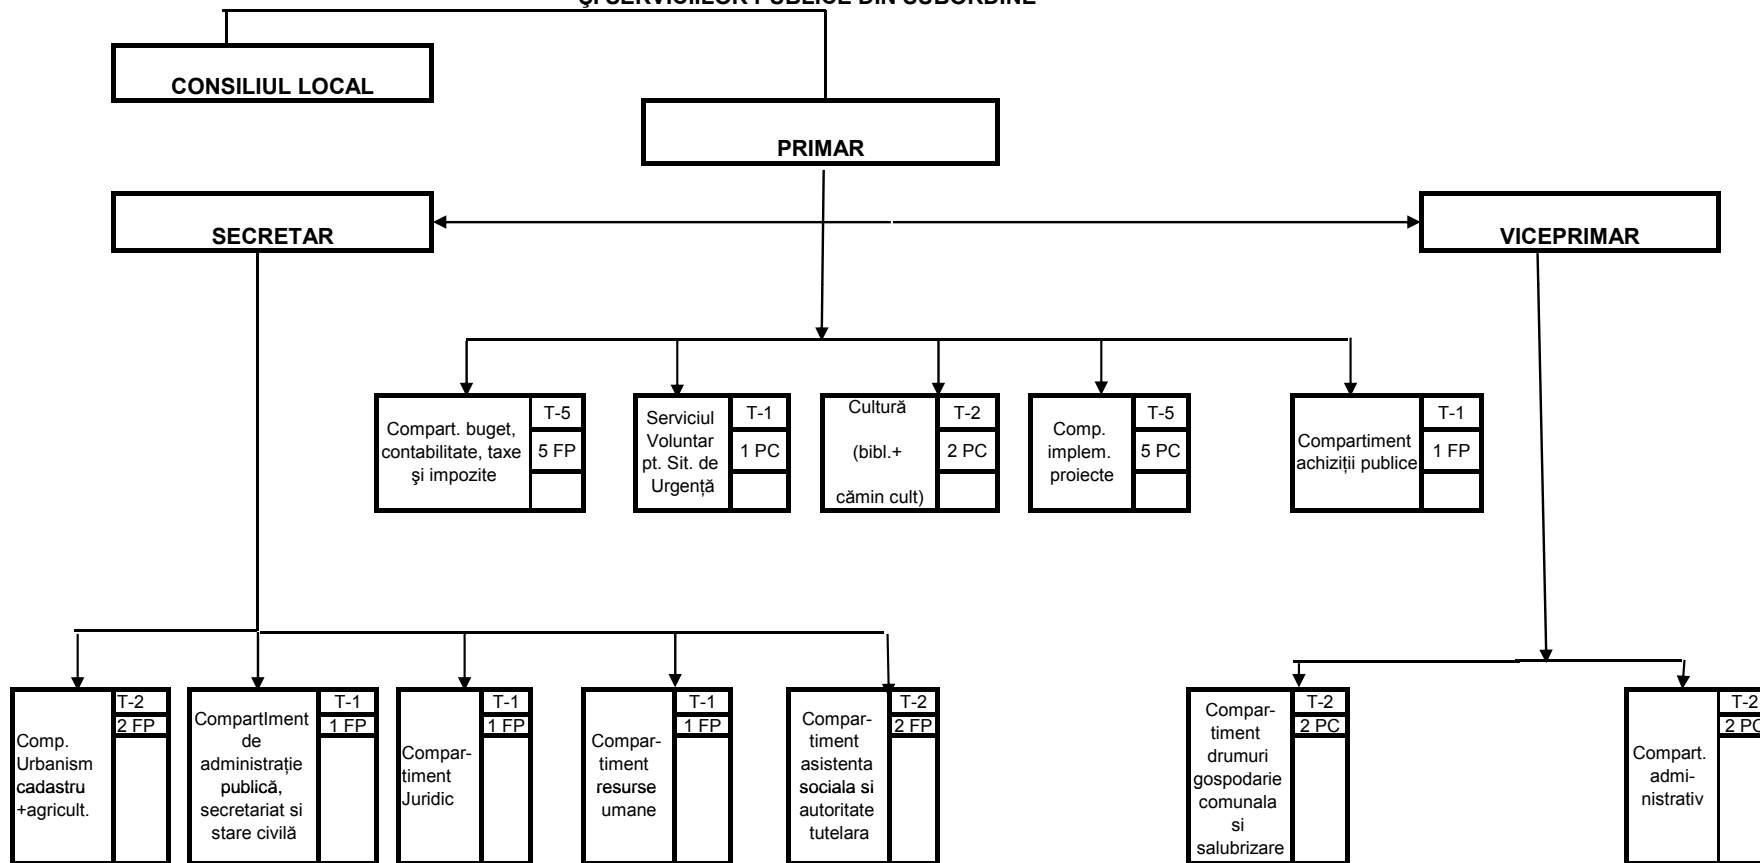 ŞI SERVICIILOR PUBLICE DIN SUBORDINE
CONSILIUL LOCAL
PRIMAR
SECRETAR
VICEPRIMAR
Compart. buget,
contabilitate, taxe
şi impozite
T-5
5 FP
Serviciul
Voluntar
pt. Sit. de
Urgență
T-1
1 PC
Cultură
(bibl.+
cămin cult)
T-2
2 PC
Comp.
implem.
proiecte
T-5
5 PC
Compartiment
achiziții publice
T-1
1 FP
Comp.
Urbanism
cadastru
+agricult.
T-2
2 FP
CompartIment
de
administrație
publică,
secretariat si
stare civilă
T-1
1 FP
Compar-
timent
Juridic
T-1
1 FP
Compar-
timent
resurse
umane
T-1
1 FP
Compar-
timent
asistenta
sociala si
autoritate
tutelara
T-2
2 FP
Compar-
timent
drumuri
gospodarie
comunala
si
salubrizare
T-2
2 PC
Compart.
admi-
nistrativ
T-2
2 PC